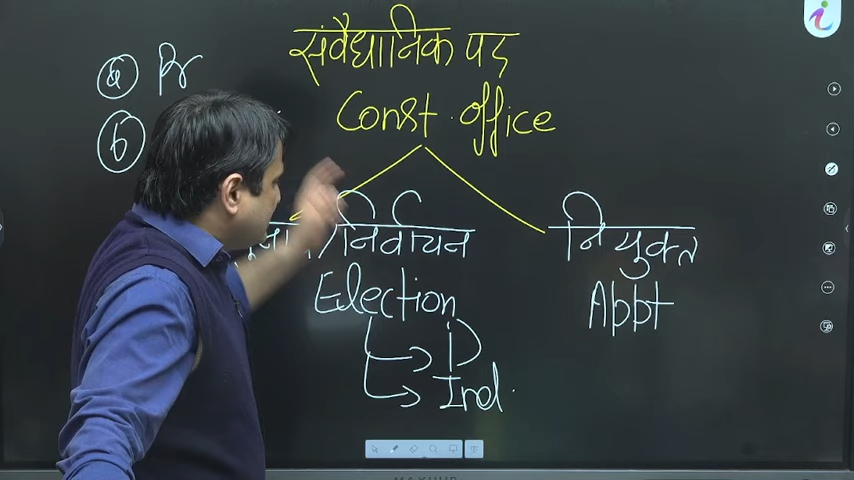 संवैधानिक पद
Const. office
a Pr
b
निर्वाचन
नियुक्त
Election
Appt
D
Ind.